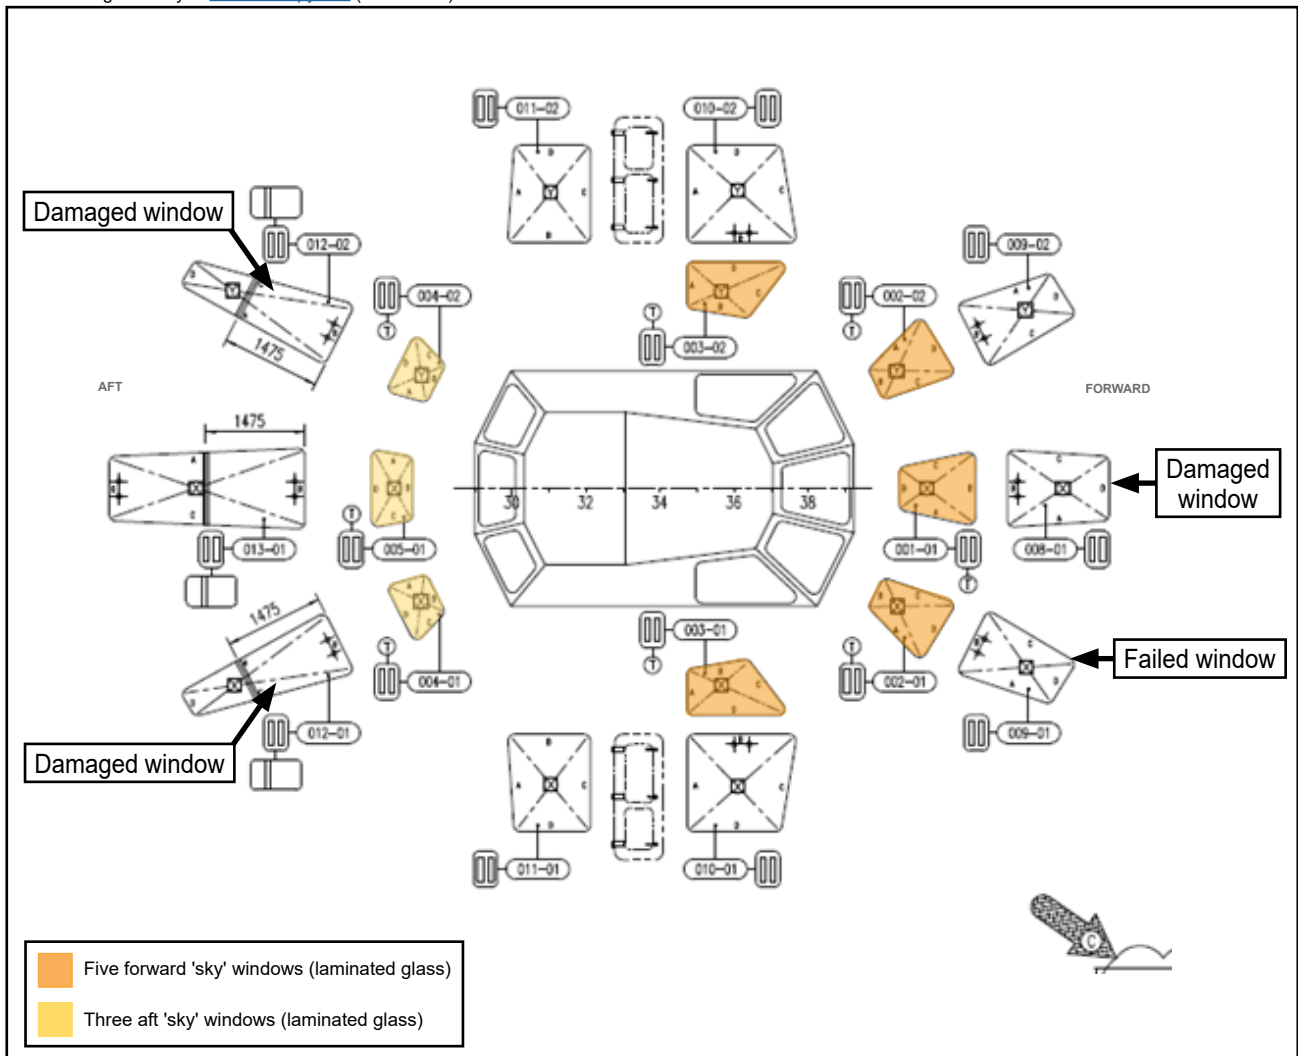 011-02
010-02
Damaged window
012-02
009-02
004-02
002-02
T
T
T
003-02
1475
AFT
FORWARD
1475
Damaged
window
30
32
34
36
38
T
013-01
005-01
001-01
008-01
T
1475
003-01
T
T
T
Failed window
004-01
002-01
012-01
009-01
Damaged window
011-01
010-01
C
Five forward 'sky' windows (laminated glass)
Three aft 'sky' windows (laminated glass)